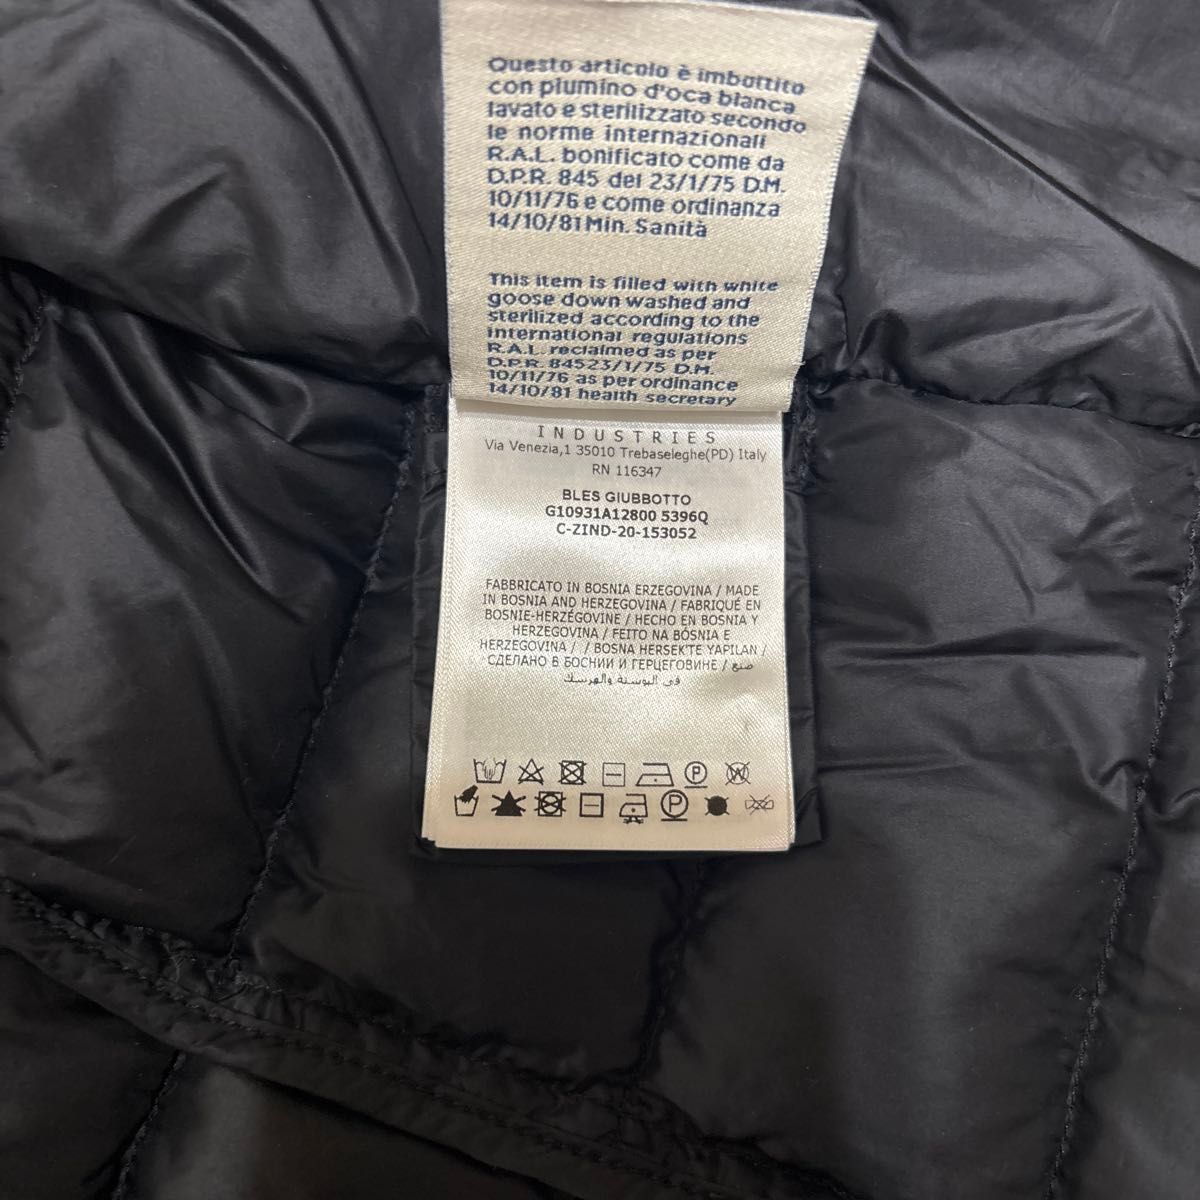 Questo articolo è imbottito
con piumino d'oca bianca
lavato e sterilizzato secondo
le norme internazionali
R.A.L. bonificato come da
D.P.R. 845 del 23/1/75 D.M.
10/11/76 e come ordinanza
14/10/81 Min. Sanità
This item is filled with white
goose down washed and
sterilized according to the
international regulations
R.A.L. reclaimed as per
D.P.R. 84523/1/75 D.M.
10/11/76 as per ordinance
14/10/81 health secretary
INDUSTRIES
Via Venezia,1 35010 Trebaseleghe(PD) Italy
RN 116347
BLES GIUBBOTTO
G10931A12800 5396Q
C-ZIND-20-153052
FABBRICATO IN BOSNIA ERZEGOVINA / MADE
IN BOSNIA AND HERZEGOVINA / FABRIQUÉ EN
BOSNIE-HERZÉGOVINE / HECHO EN BOSNIA Y
HERZEGOVINA / FEITO NA BÓSNIA E
HERZEGOVINA / / BOSNA HERSEKTE YAPILAN /
СДЕЛАНО В БОСНИИ И ГЕРЦЕГОВИНЕ / صنع
في البوسنة والهرسك
P W
P